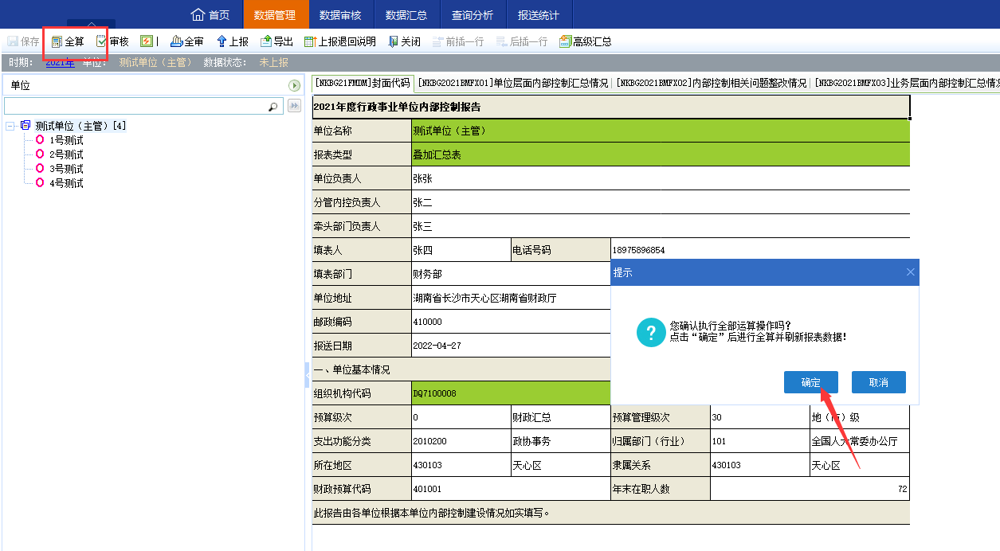 首页 数据管理 数据审核 数据汇总 查询分析 报送统计
保存 全算 审核 全审 上报 导出 上报退回说明 关闭 前插一行 后插一行 高级汇总
时期： 2021年 单位： 测试单位（主管） 数据状态： 未上报
单位
测试单位（主管）[4]
1号测试
2号测试
3号测试
4号测试
[NKBG21FMDM]封面代码 [NKBG2021BMFX01]单位层面内部控制汇总情况 [NKBG2021BMFX02]内部控制相关问题整改情况 [NKBG2021BMFX03]业务层面内部控制汇总情况
2021年度行政事业单位内部控制报告
单位名称 测试单位（主管）
报表类型 叠加汇总表
单位负责人 张张
分管内控负责人 张二
牵头部门负责人 张三
填表人 张四 电话号码 18975896854
填表部门 财务部
单位地址 湖南省长沙市天心区湖南省财政厅
邮政编码 410000
报送日期 2022-04-27
一、单位基本情况
组织机构代码 DQ7100008
预算级次 0 财政汇总 预算管理级次 30 地（市）级
支出功能分类 2010200 政协事务 归属部门（行业） 101 全国人大常委办公厅
所在地区 430103 天心区 隶属关系 430103 天心区
财政预算代码 401001 年末在职人数 72
此报告由各单位根据本单位内部控制建设情况如实填写。
提示
?
您确认执行全部运算操作吗？
点击“确定”后进行全算并刷新报表数据！
确定 取消